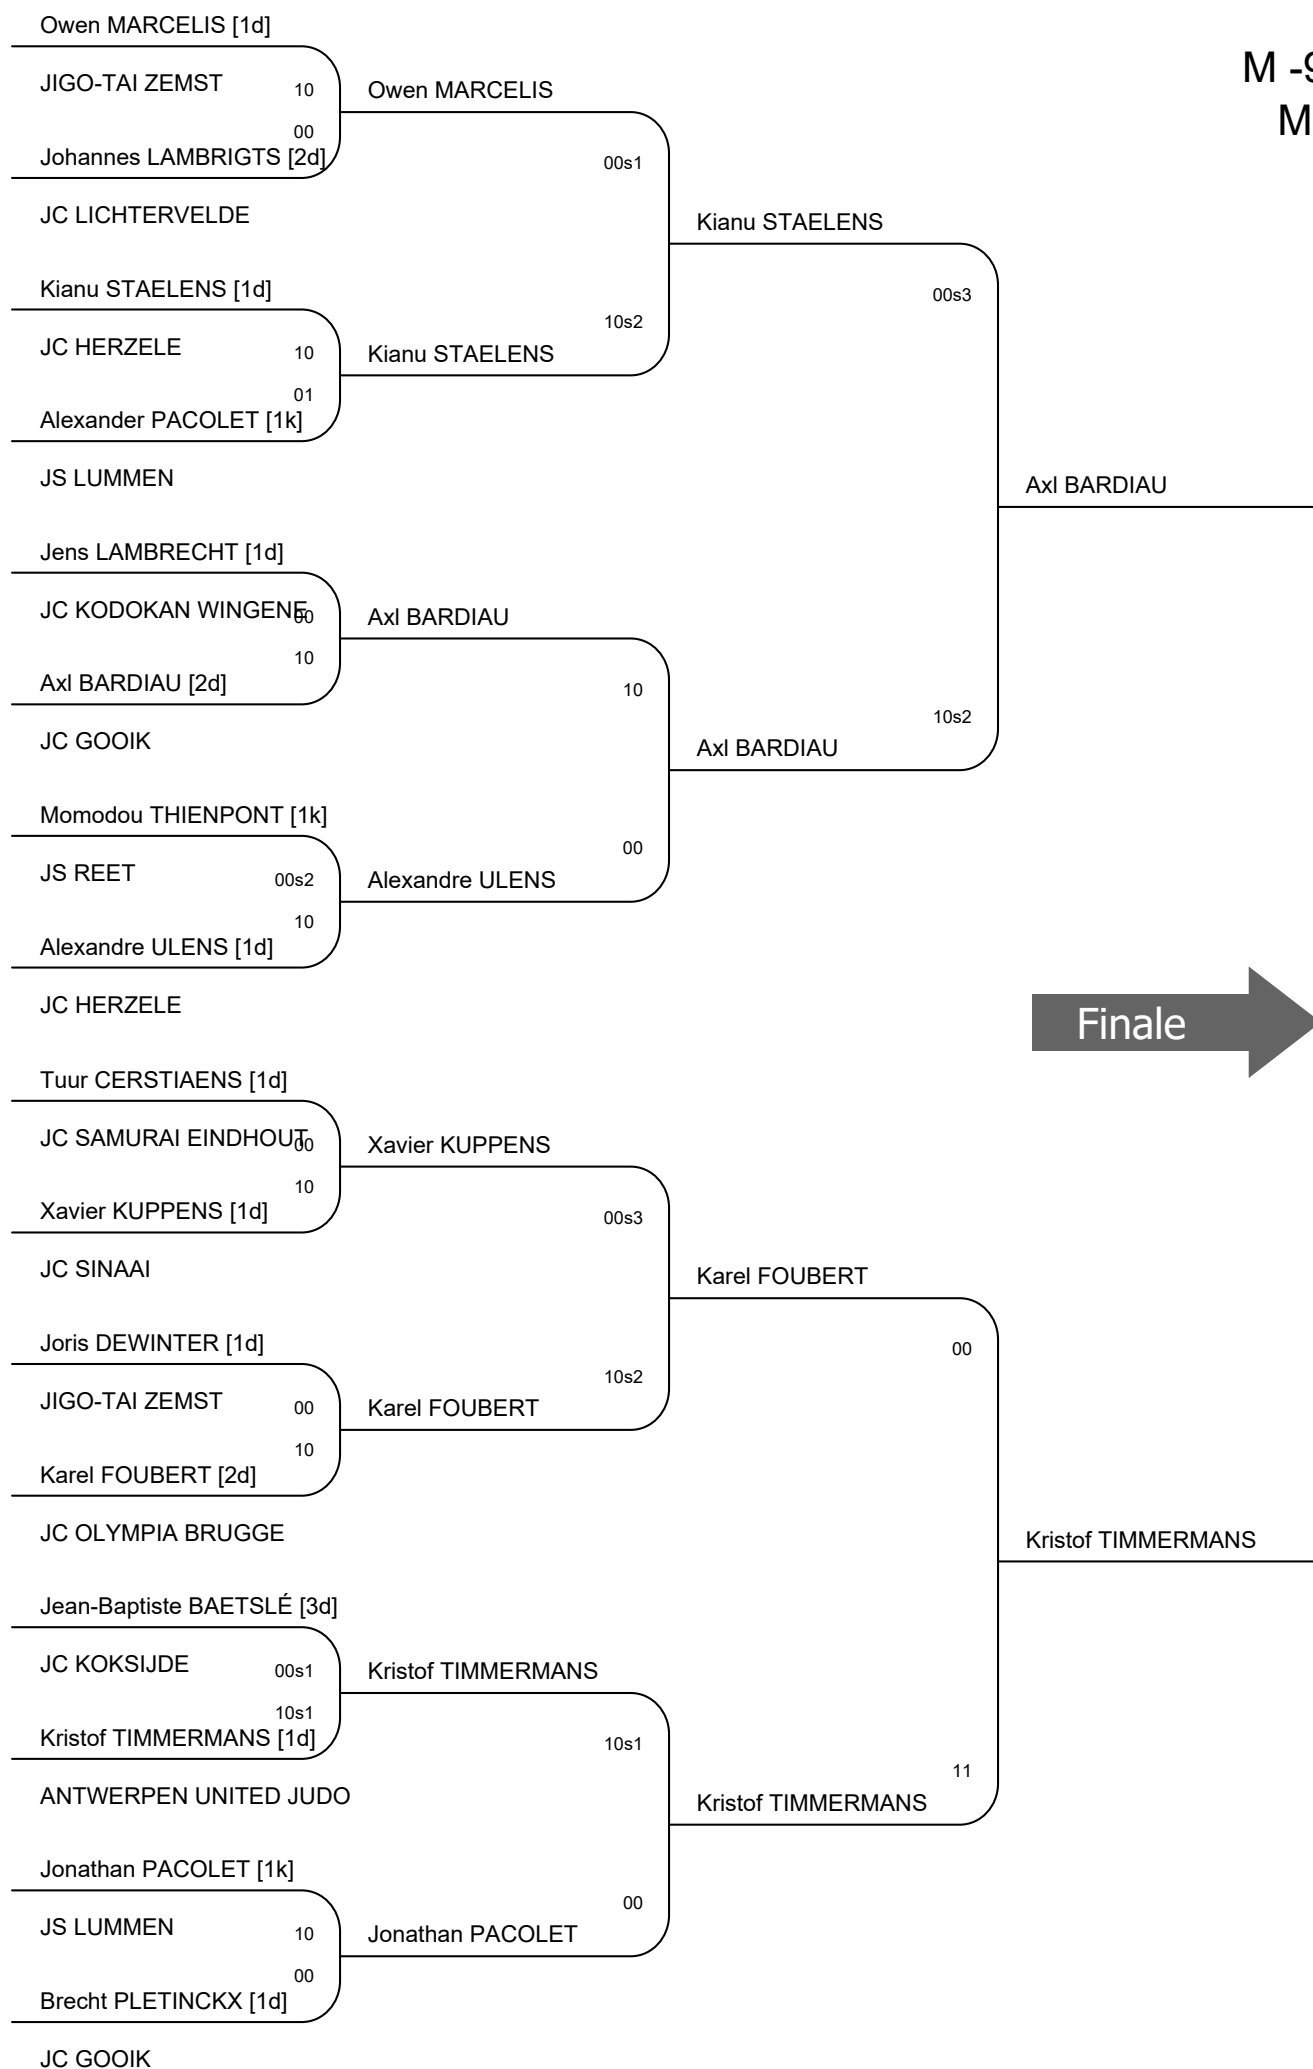 Owen MARCELIS [1d]
JIGO-TAI ZEMST
10
00
Johannes LAMBRIGTS [2d]
JC LICHTERVELDE
Kianu STAELENS [1d]
JC HERZELE
10
01
Alexander PACOLET [1k]
JS LUMMEN
Jens LAMBRECHT [1d]
JC KODOKAN WINGENE
00
10
Axl BARDIAU [2d]
JC GOOIK
Momodou THIENPONT [1k]
JS REET
00s2
10
Alexandre ULENS [1d]
JC HERZELE
Tuur CERSTIAENS [1d]
JC SAMURAI EINDHOUT
00
10
Xavier KUPPENS [1d]
JC SINAAI
Joris DEWINTER [1d]
JIGO-TAI ZEMST
00
10
Karel FOUBERT [2d]
JC OLYMPIA BRUGGE
Jean-Baptiste BAETSLÉ [3d]
JC KOKSIJDE
00s1
10s1
Kristof TIMMERMANS [1d]
ANTWERPEN UNITED JUDO
Jonathan PACOLET [1k]
JS LUMMEN
10
00
Brecht PLETINCKX [1d]
JC GOOIK
Owen MARCELIS
00s1
10s2
Kianu STAELENS
Axl BARDIAU
10
00
Alexandre ULENS
Xavier KUPPENS
00s3
10s2
Karel FOUBERT
Kristof TIMMERMANS
10s1
00
Jonathan PACOLET
Kianu STAELENS
00s3
10s2
Axl BARDIAU
Karel FOUBERT
00
11
Kristof TIMMERMANS
M -9
M
Axl BARDIAU
Finale
Kristof TIMMERMANS